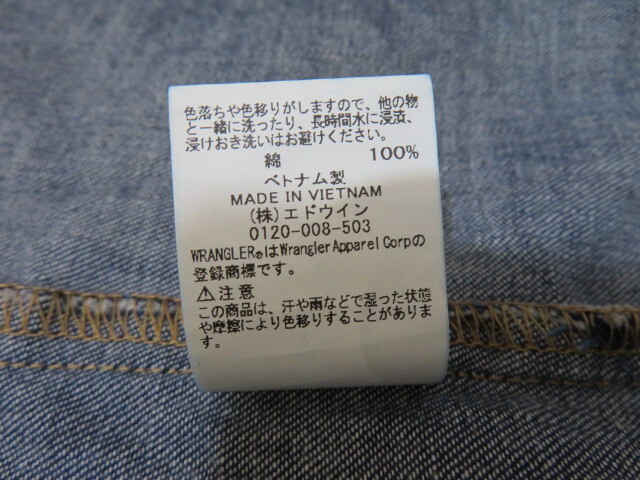 色落ちや色移りがしますので、他の物
と一緒に洗ったり、長時間水に浸漬、
浸けおき洗いはお避けください。
綿 100%
ベトナム製
MADE IN VIETNAM
(株)エドウイン
0120-008-503
WRANGLER®はWrangler Apparel Corpの
登録商標です。
⚠注意
この商品は、汗や雨などで湿った状態
や摩擦により色移りすることがありま
す。